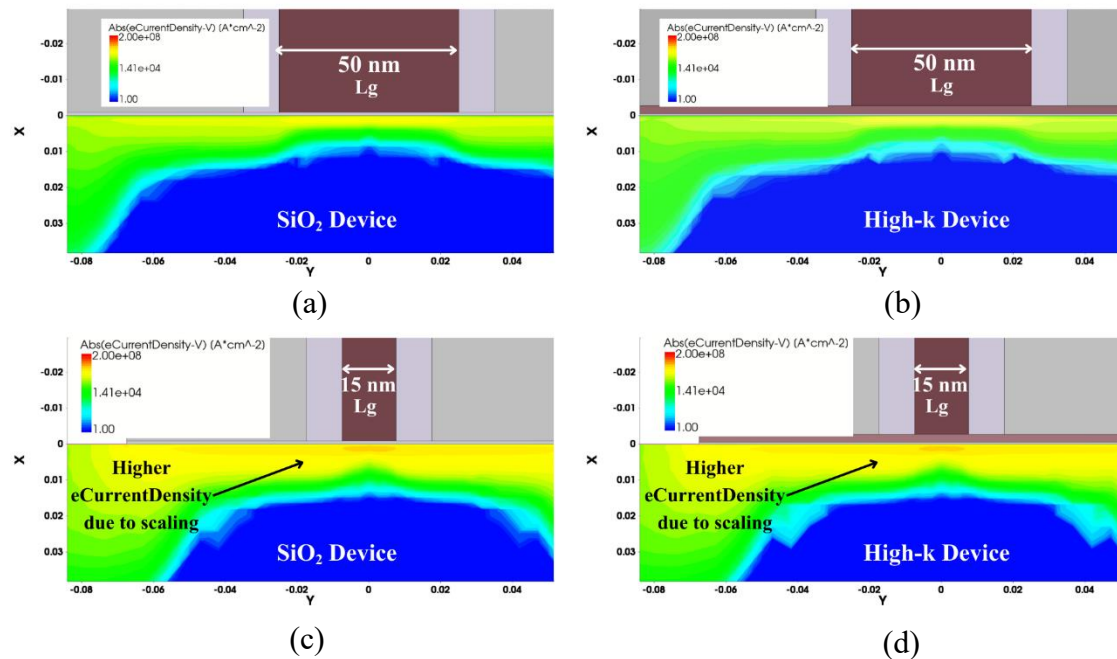 Abs(eCurrentDensity-V) (A*cm^-2)
2.00e+08
1.41e+04
1.00
50 nm
Lg
-0.03
-0.02
-0.01
0
0.01
0.02
0.03
X
SiO₂ Device
-0.08 -0.06 -0.04 -0.02 0 0.02 0.04
Y
(a)
Abs(eCurrentDensity-V) (A*cm^-2)
2.00e+08
1.41e+04
1.00
50 nm
Lg
-0.02
-0.01
0
0.01
0.02
0.03
X
High-k Device
-0.08 -0.06 -0.04 -0.02 0 0.02 0.04
Y
(b)
Abs(eCurrentDensity-V) (A*cm^-2)
2.00e+08
1.41e+04
1.00
15 nm
Lg
-0.02
-0.01
0
0.01
0.02
0.03
X
Higher
eCurrentDensity
due to scaling
SiO₂ Device
-0.08 -0.06 -0.04 -0.02 0 0.02 0.04
Y
(c)
Abs(eCurrentDensity-V) (A*cm^-2)
2.00e+08
1.41e+04
1.00
15 nm
Lg
-0.02
-0.01
0
0.01
0.02
0.03
X
Higher
eCurrentDensity
due to scaling
High-k Device
-0.08 -0.06 -0.04 -0.02 0 0.02 0.04
Y
(d)